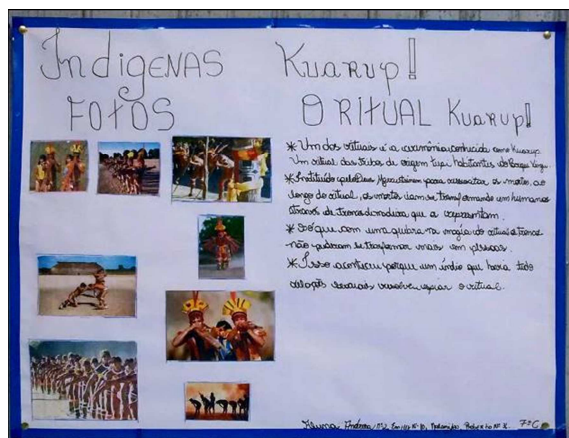 Indígenas
Fotos
Kuarup!
O Ritual Kuarup!
* Um dos rituais é a cerimônia conhecida como Kuarup.
Um ritual das tribos de origem tupi habitantes do Parque Xingu.
* Instituído pelo Deus para ressuscitar os mortos, ao
longo do ritual, os mortos iam se transformando em humanos
através de troncos de madeira que a representam.
* Só que com uma quebra na magia do ritual os troncos
não puderam se transformar mais em pessoas.
* Isso aconteceu porque um índio que havia tido
relações sexuais resolveu espiar o ritual.
Aluna 7ºC